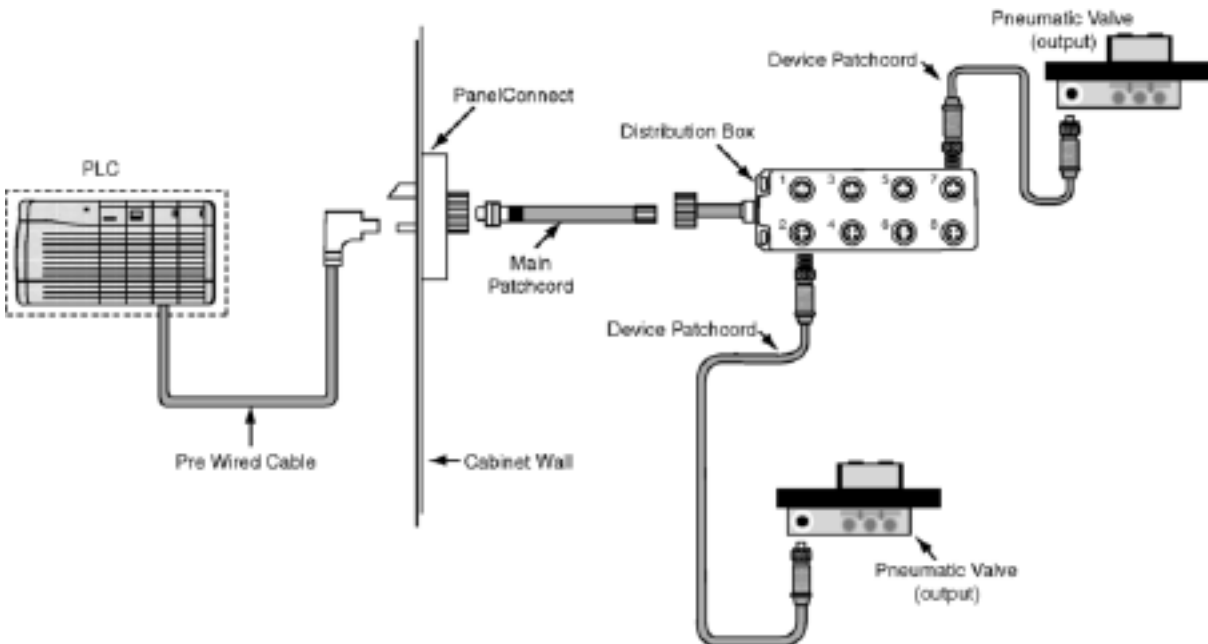 Pneumatic Valve
(output)
Device Patchcord
PanelConnect
Distribution Box
PLC
1 3 5 7
2 4 6 8
Main
Patchcord
Device Patchcord
Pre Wired Cable
Cabinet Wall
Pneumatic Valve
(output)